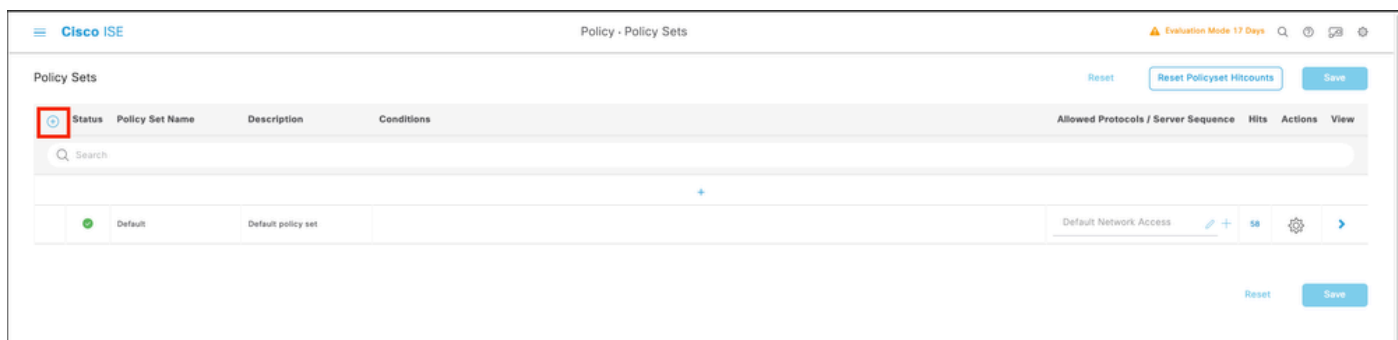 Cisco ISE
Policy · Policy Sets
Evaluation Mode 17 Days
Policy Sets
Reset
Reset Policyset Hitcounts
Save
Status Policy Set Name Description Conditions Allowed Protocols / Server Sequence Hits Actions View
Search
+
Default Default policy set Default Network Access + 58
Reset
Save